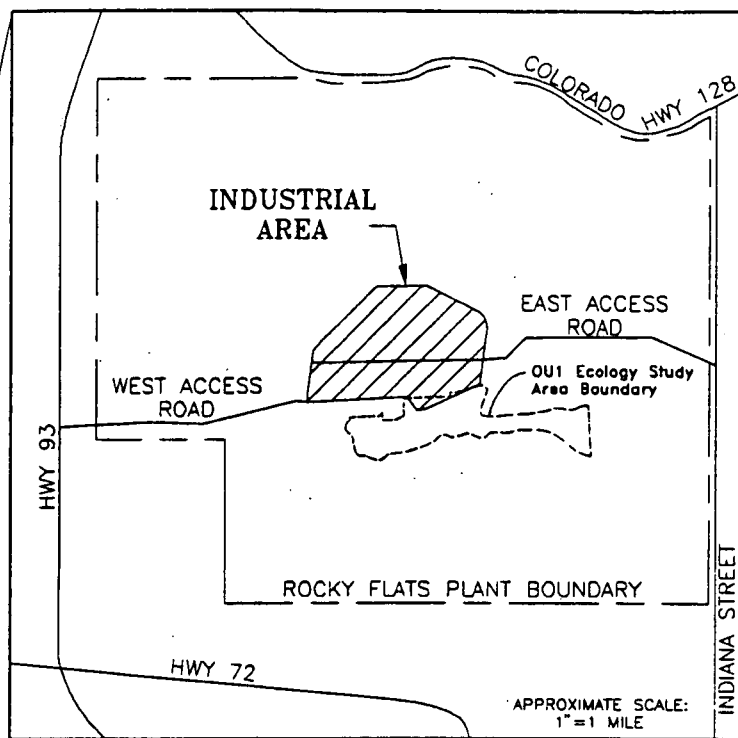 COLORADO
HWY 128
INDUSTRIAL
AREA
EAST ACCESS
ROAD
OU1 Ecology Study
Area Boundary
WEST ACCESS
ROAD
HWY 93
ROCKY FLATS PLANT BOUNDARY
INDIANA STREET
HWY 72
APPROXIMATE SCALE:
1"=1 MILE